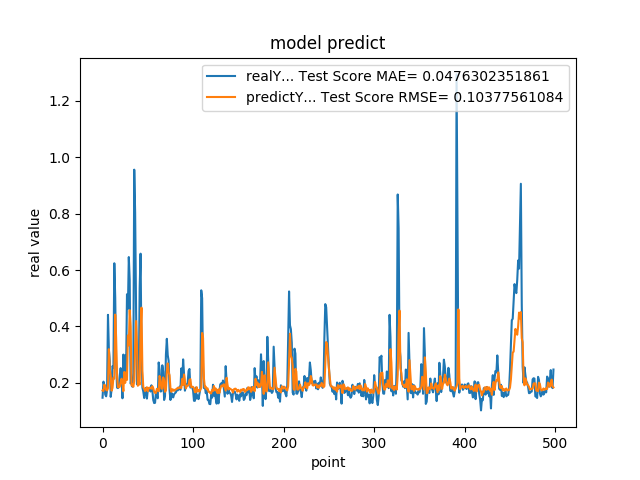 model predict
realY... Test Score MAE= 0.0476302351861
predictY... Test Score RMSE= 0.10377561084
1.2
1.0
0.8
0.6
0.4
0.2
real value
0 100 200 300 400 500
point